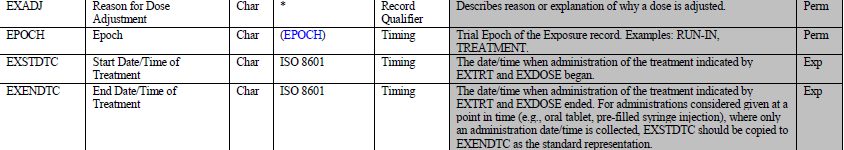 EXADJ Reason for Dose Adjustment Char * Record Qualifier Describes reason or explanation of why a dose is adjusted. Perm
EPOCH Epoch Char (EPOCH) Timing Trial Epoch of the Exposure record. Examples: RUN-IN, TREATMENT. Perm
EXSTDTC Start Date/Time of Treatment Char ISO 8601 Timing The date/time when administration of the treatment indicated by EXTRT and EXDOSE began. Exp
EXENDTC End Date/Time of Treatment Char ISO 8601 Timing The date/time when administration of the treatment indicated by EXTRT and EXDOSE ended. For administrations considered given at a point in time (e.g., oral tablet, pre-filled syringe injection), where only an administration date/time is collected, EXSTDTC should be copied to EXENDTC as the standard representation. Exp